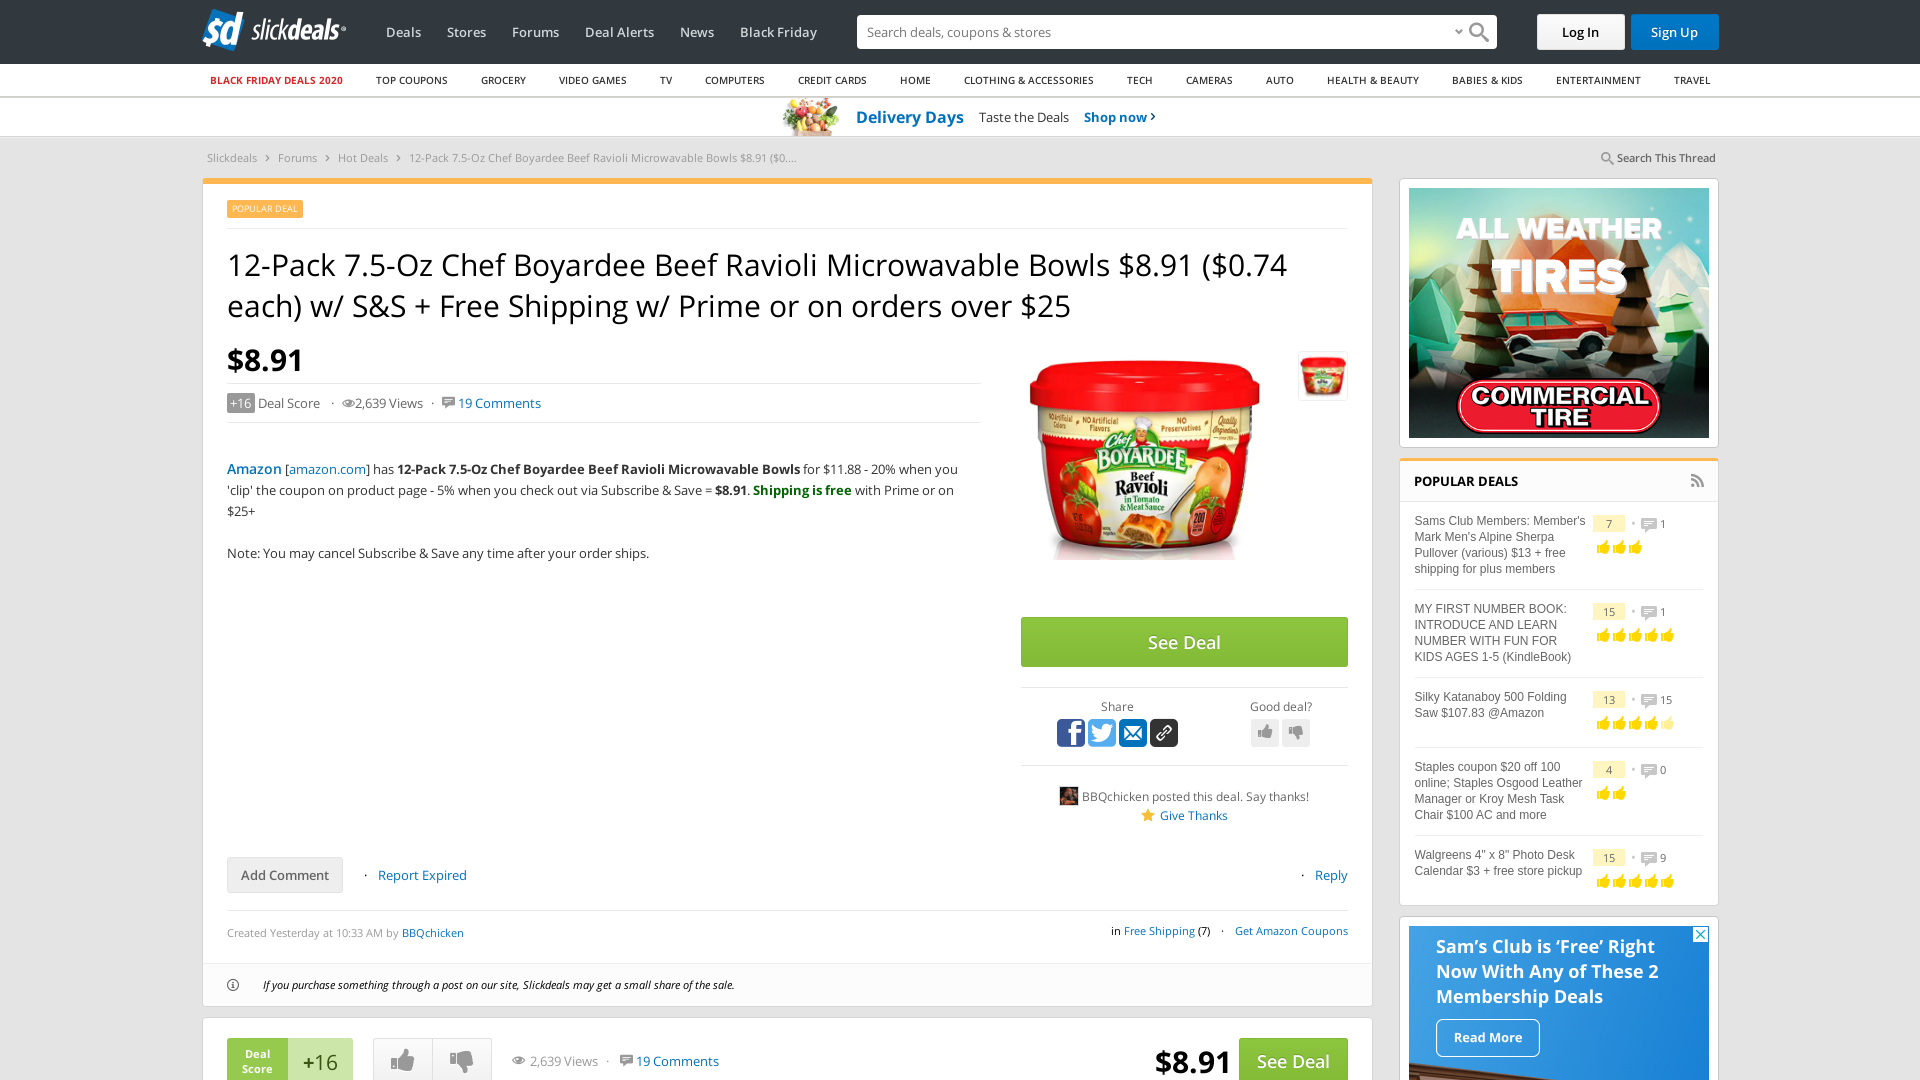 slickdeals
Deals
Stores
Forums
Deal Alerts
News
Black Friday
Search deals, coupons & stores
Log In
Sign Up
BLACK FRIDAY DEALS 2020
TOP COUPONS
GROCERY
VIDEO GAMES
TV
COMPUTERS
CREDIT CARDS
HOME
CLOTHING & ACCESSORIES
TECH
CAMERAS
AUTO
HEALTH & BEAUTY
BABIES & KIDS
ENTERTAINMENT
TRAVEL
Delivery Days Taste the Deals Shop now
Slickdeals › Forums › Hot Deals › 12-Pack 7.5-Oz Chef Boyardee Beef Ravioli Microwavable Bowls $8.91 ($0....
Search This Thread
POPULAR DEAL
12-Pack 7.5-Oz Chef Boyardee Beef Ravioli Microwavable Bowls $8.91 ($0.74
each) w/ S&S + Free Shipping w/ Prime or on orders over $25
$8.91
+16 Deal Score · 2,639 Views · 19 Comments
Amazon [amazon.com] has 12-Pack 7.5-Oz Chef Boyardee Beef Ravioli Microwavable Bowls for $11.88 - 20% when you
'clip' the coupon on product page - 5% when you check out via Subscribe & Save = $8.91. Shipping is free with Prime or on
$25+
Note: You may cancel Subscribe & Save any time after your order ships.
Chef
BOYARDEE
Beef
Ravioli
in Tomato
& Meat Sauce
See Deal
Share
Good deal?
BBQchicken posted this deal. Say thanks!
Give Thanks
Add Comment
· Report Expired
· Reply
Created Yesterday at 10:33 AM by BBQchicken
in Free Shipping (7) · Get Amazon Coupons
If you purchase something through a post on our site, Slickdeals may get a small share of the sale.
Deal
Score
+16
2,639 Views · 19 Comments
$8.91
See Deal
ALL WEATHER
TIRES
COMMERCIAL
TIRE
POPULAR DEALS
Sams Club Members: Member's
Mark Men's Alpine Sherpa
Pullover (various) $13 + free
shipping for plus members
7 · 1
MY FIRST NUMBER BOOK:
INTRODUCE AND LEARN
NUMBER WITH FUN FOR
KIDS AGES 1-5 (KindleBook)
15 · 1
Silky Katanaboy 500 Folding
Saw $107.83 @Amazon
13 · 15
Staples coupon $20 off 100
online; Staples Osgood Leather
Manager or Kroy Mesh Task
Chair $100 AC and more
4 · 0
Walgreens 4" x 8" Photo Desk
Calendar $3 + free store pickup
15 · 9
Sam's Club is 'Free' Right
Now With Any of These 2
Membership Deals
Read More